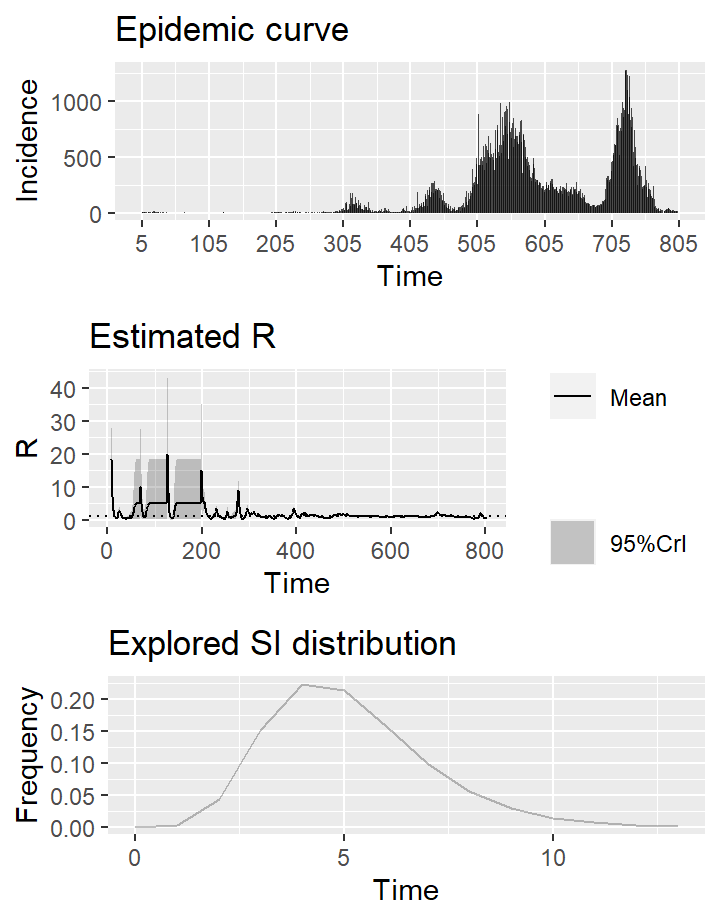 Epidemic curve
Incidence
1000
500
0
5 105 205 305 405 505 605 705 805
Time
Estimated R
R
40
30
20
10
0
0 200 400 600 800
Time
Mean
95%CrI
Explored SI distribution
Frequency
0.20
0.15
0.10
0.05
0.00
0 5 10
Time